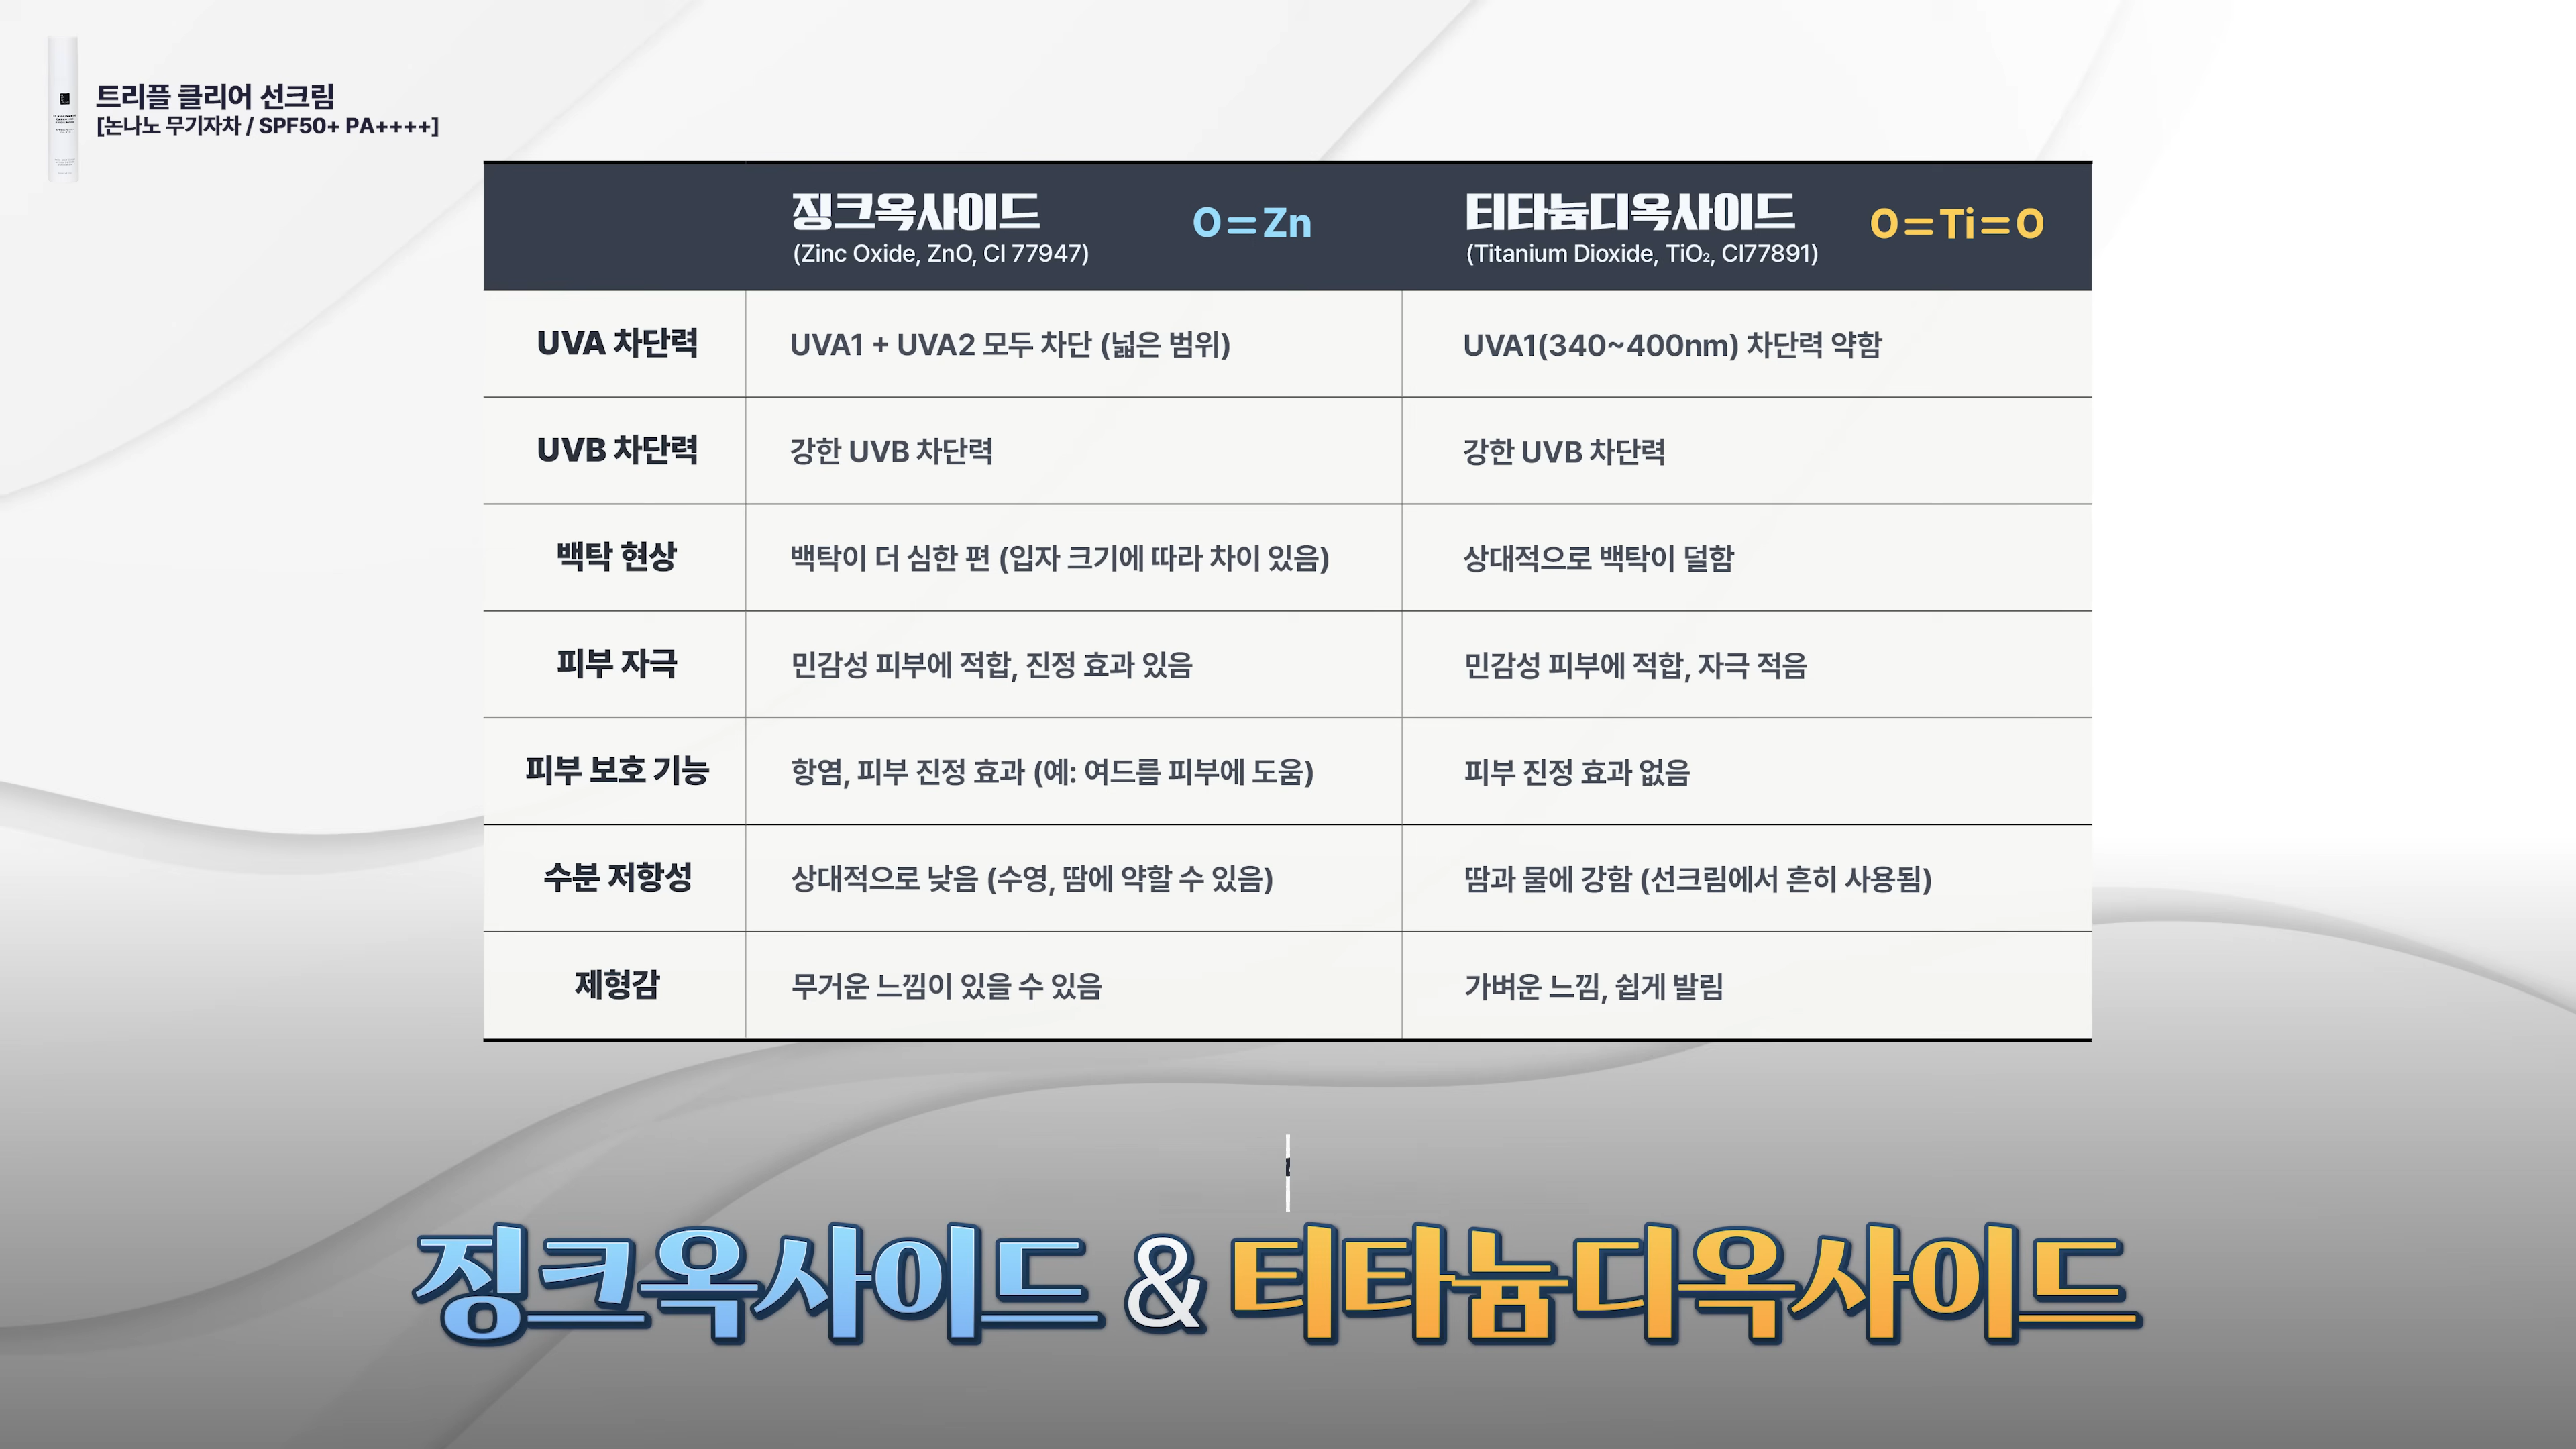 트리플 클리어 선크림
[논나노 무기자차 / SPF50+ PA++++]
징크옥사이드 O=Zn 티타늄디옥사이드 O=Ti=O
(Zinc Oxide, ZnO, CI 77947) (Titanium Dioxide, TiO₂, CI77891)
UVA 차단력 UVA1 + UVA2 모두 차단 (넓은 범위) UVA1(340~400nm) 차단력 약함
UVB 차단력 강한 UVB 차단력 강한 UVB 차단력
백탁 현상 백탁이 더 심한 편 (입자 크기에 따라 차이 있음) 상대적으로 백탁이 덜함
피부 자극 민감성 피부에 적합, 진정 효과 있음 민감성 피부에 적합, 자극 적음
피부 보호 기능 항염, 피부 진정 효과 (예: 여드름 피부에 도움) 피부 진정 효과 없음
수분 저항성 상대적으로 낮음 (수영, 땀에 약할 수 있음) 땀과 물에 강함 (선크림에서 흔히 사용됨)
제형감 무거운 느낌이 있을 수 있음 가벼운 느낌, 쉽게 발림
징크옥사이드 & 티타늄디옥사이드